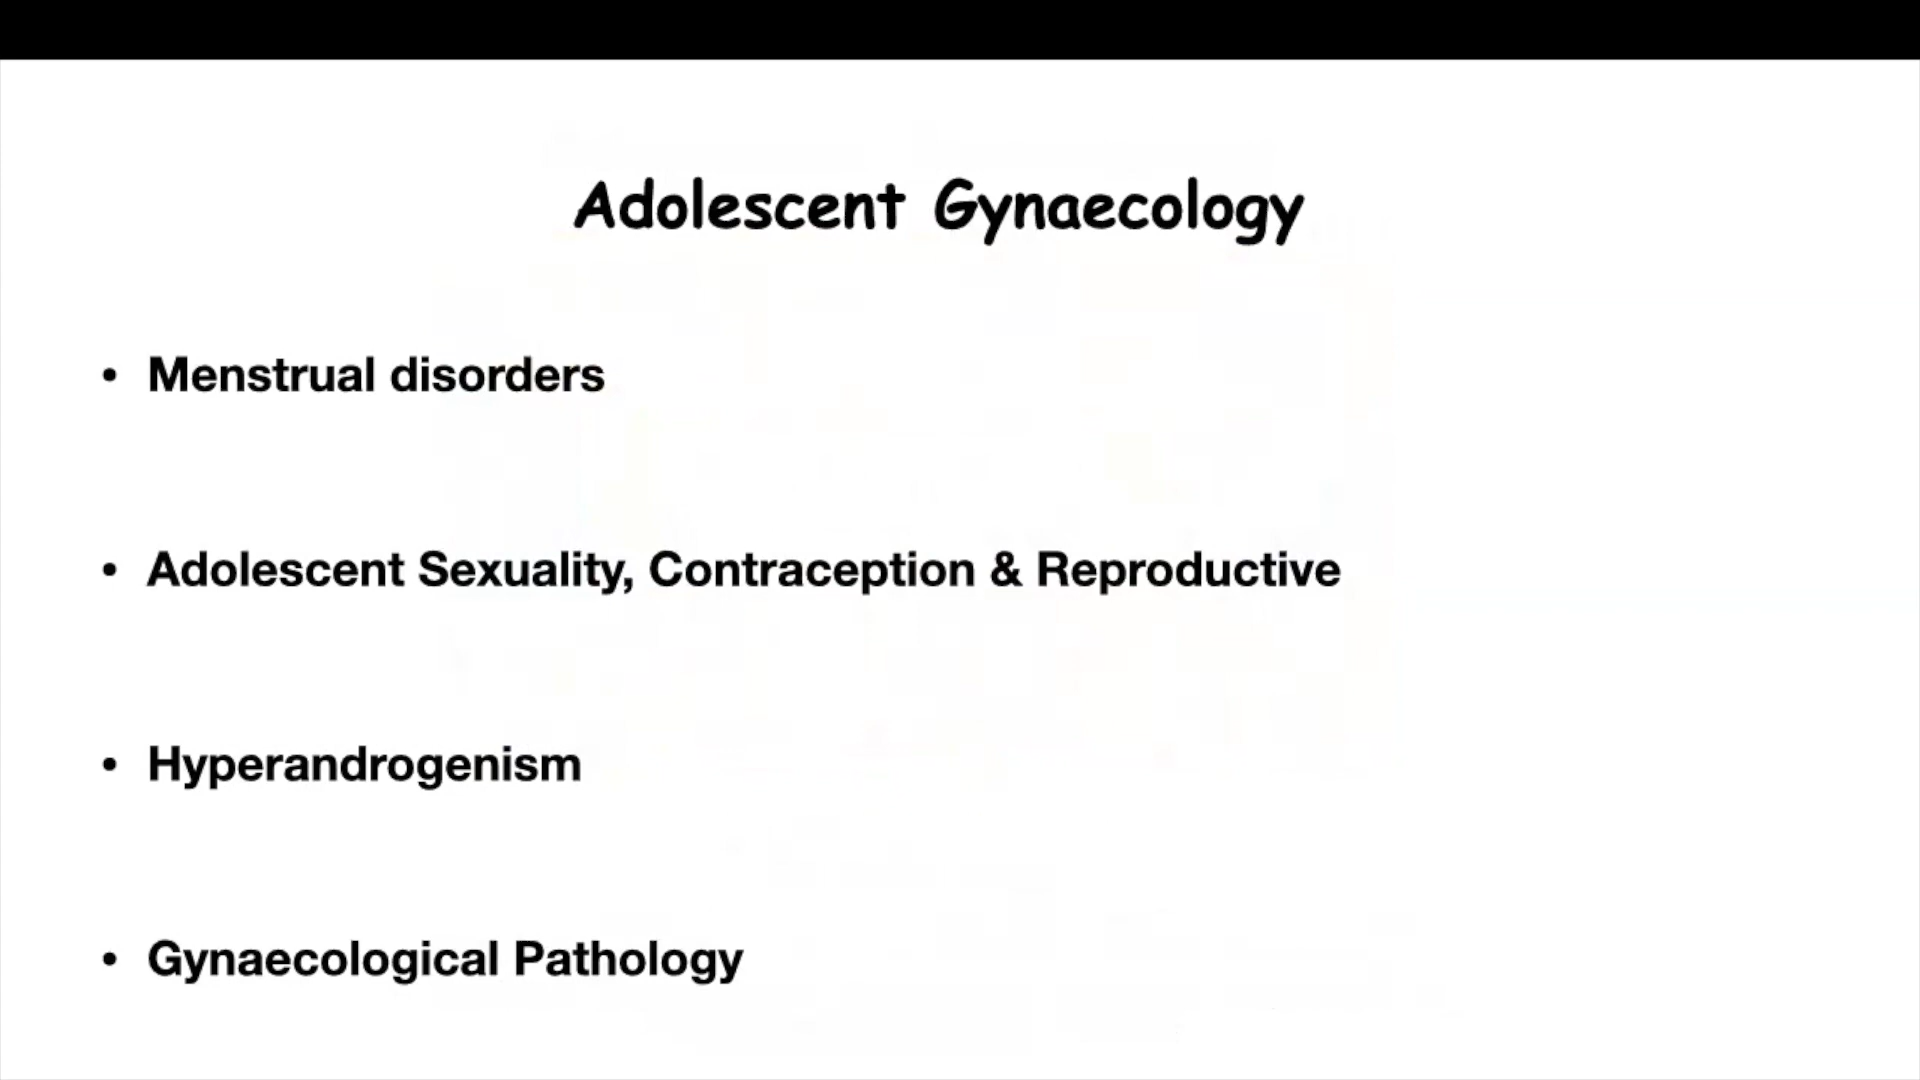 Adolescent Gynaecology
• Menstrual disorders
• Adolescent Sexuality, Contraception & Reproductive
• Hyperandrogenism
• Gynaecological Pathology